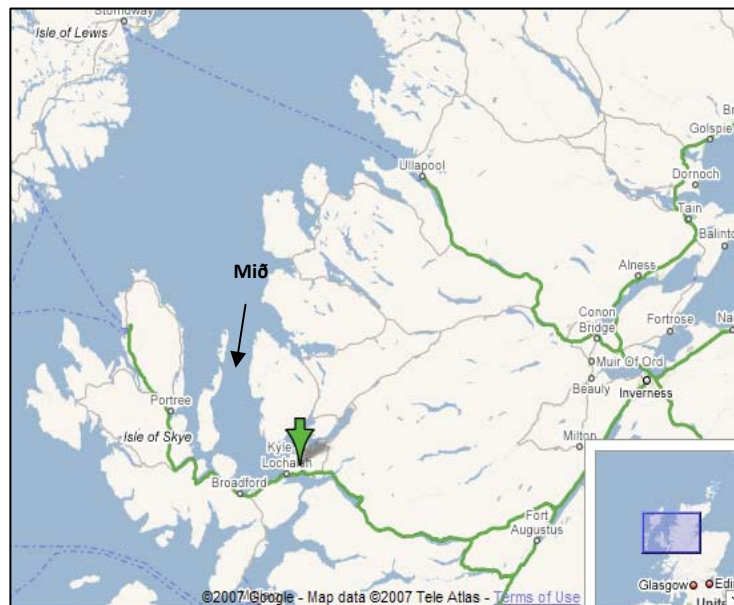 Stornoway
Isle of Lewis
Golspie
Ullapool
Dornoch
Tain
Mið
Alness
Conon
Bridge
Fortrose
Muir Of Ord
Beauly
Inverness
Portree
Isle of Skye
Kyle
Lochalsh
Milton
Broadford
Fort
Augustus
Glasgow
©2007 Google - Map data ©2007 Tele Atlas - Terms of Use